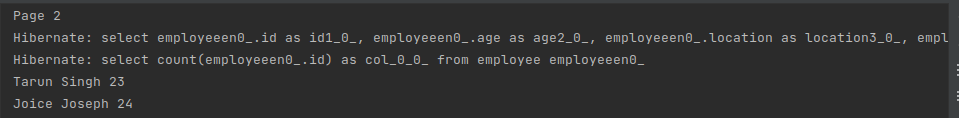 Page 2
Hibernate: select employeeen0_.id as id1_0_, employeeen0_.age as age2_0_, employeeen0_.location as location3_0_, empl
Hibernate: select count(employeeen0_.id) as col_0_0_ from employee employeeen0_
Tarun Singh 23
Joice Joseph 24